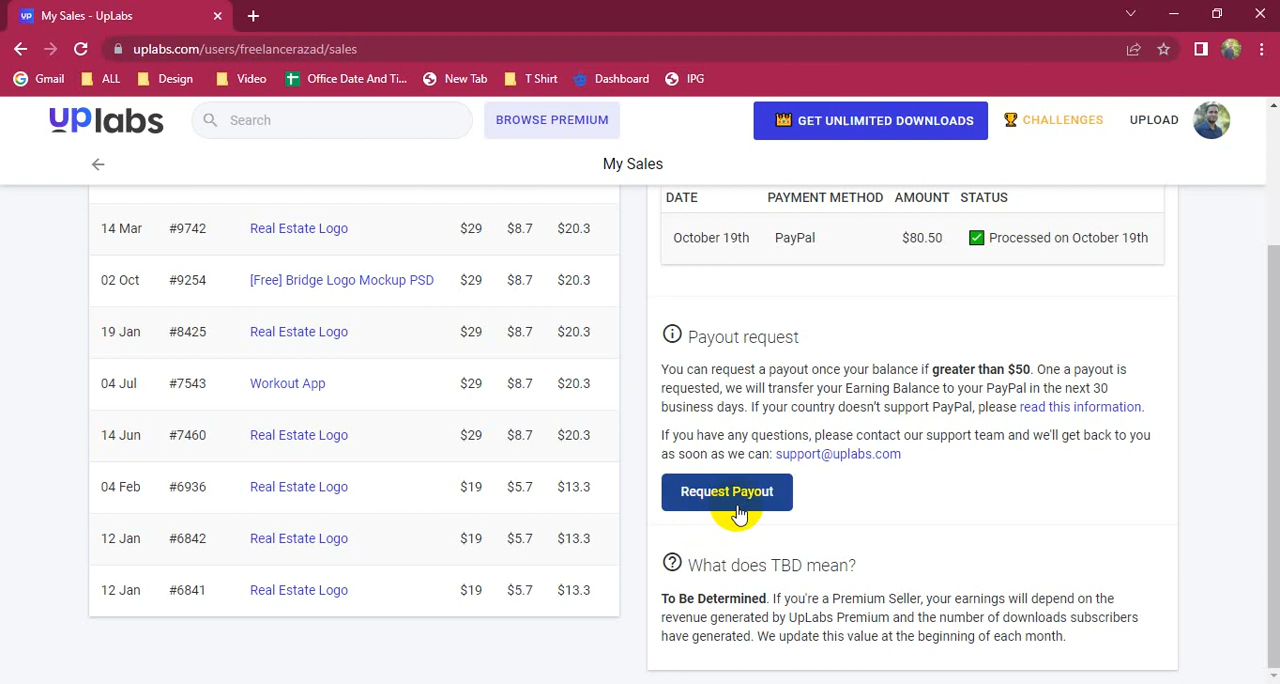 My Sales - UpLabs
uplabs.com/users/freelancerazad/sales
Gmail ALL Design Video Office Date And Ti... New Tab T Shirt Dashboard IPG
uplabs Search BROWSE PREMIUM GET UNLIMITED DOWNLOADS CHALLENGES UPLOAD
My Sales
14 Mar #9742 Real Estate Logo $29 $8.7 $20.3
02 Oct #9254 [Free] Bridge Logo Mockup PSD $29 $8.7 $20.3
19 Jan #8425 Real Estate Logo $29 $8.7 $20.3
04 Jul #7543 Workout App $29 $8.7 $20.3
14 Jun #7460 Real Estate Logo $29 $8.7 $20.3
04 Feb #6936 Real Estate Logo $19 $5.7 $13.3
12 Jan #6842 Real Estate Logo $19 $5.7 $13.3
12 Jan #6841 Real Estate Logo $19 $5.7 $13.3
DATE PAYMENT METHOD AMOUNT STATUS
October 19th PayPal $80.50 Processed on October 19th
Payout request
You can request a payout once your balance if greater than $50. One a payout is
requested, we will transfer your Earning Balance to your PayPal in the next 30
business days. If your country doesn't support PayPal, please read this information.
If you have any questions, please contact our support team and we'll get back to you
as soon as we can: support@uplabs.com
Request Payout
What does TBD mean?
To Be Determined. If you're a Premium Seller, your earnings will depend on the
revenue generated by UpLabs Premium and the number of downloads subscribers
have generated. We update this value at the beginning of each month.